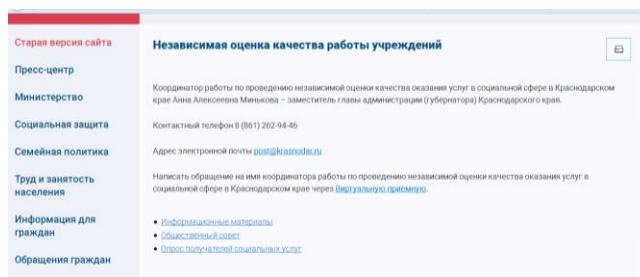 Старая версия сайта
Пресс-центр
Министерство
Социальная защита
Семейная политика
Труд и занятость
населения
Информация для
граждан
Обращения граждан
Независимая оценка качества работы учреждений
Координатор работы по проведению независимой оценки качества оказания услуг в социальной сфере в Краснодарском
крае Анна Алексеевна Минькова – заместитель главы администрации (губернатора) Краснодарского края.
Контактный телефон 8 (861) 262-94-46
Адрес электронной почты post@krasnodar.ru
Написать обращение на имя координатора работы по проведению независимой оценки качества оказания услуг в
социальной сфере в Краснодарском крае через Виртуальную приемную.
• Информационные материалы
• Общественный совет
• Опрос получателей социальных услуг